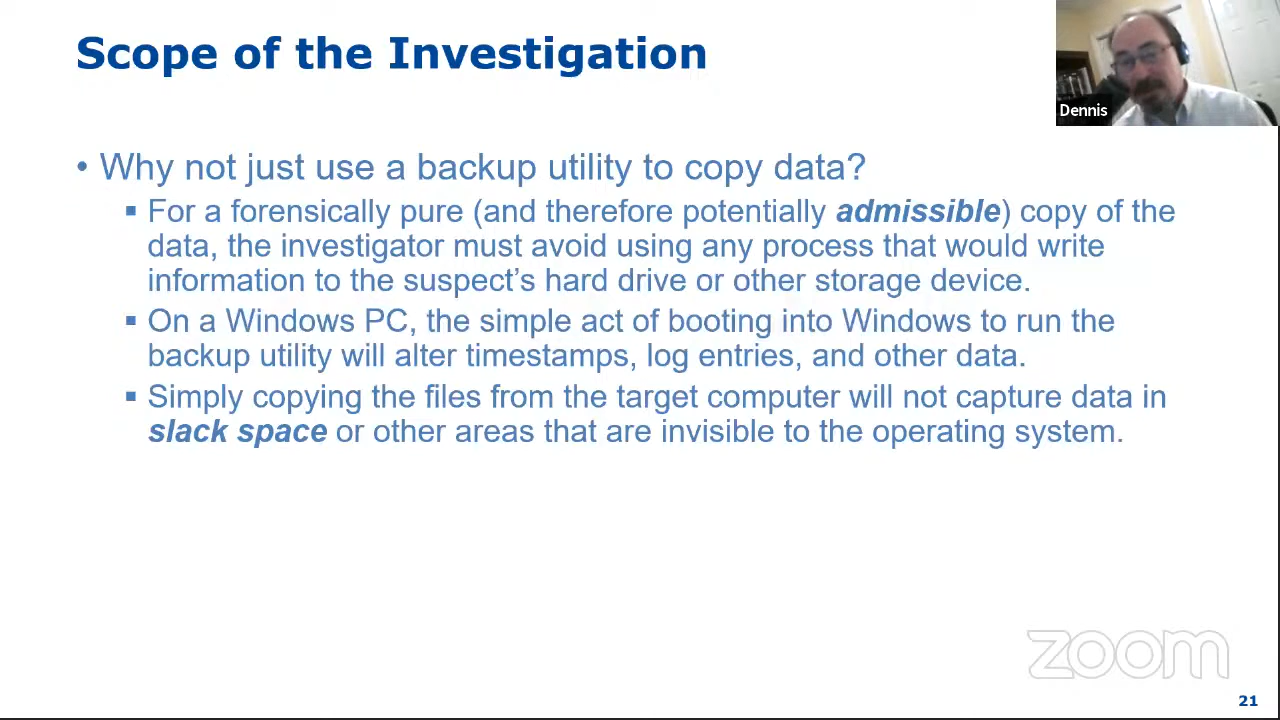 Scope of the Investigation
Dennis
• Why not just use a backup utility to copy data?
▪ For a forensically pure (and therefore potentially admissible) copy of the
data, the investigator must avoid using any process that would write
information to the suspect’s hard drive or other storage device.
▪ On a Windows PC, the simple act of booting into Windows to run the
backup utility will alter timestamps, log entries, and other data.
▪ Simply copying the files from the target computer will not capture data in
slack space or other areas that are invisible to the operating system.
zoom
21